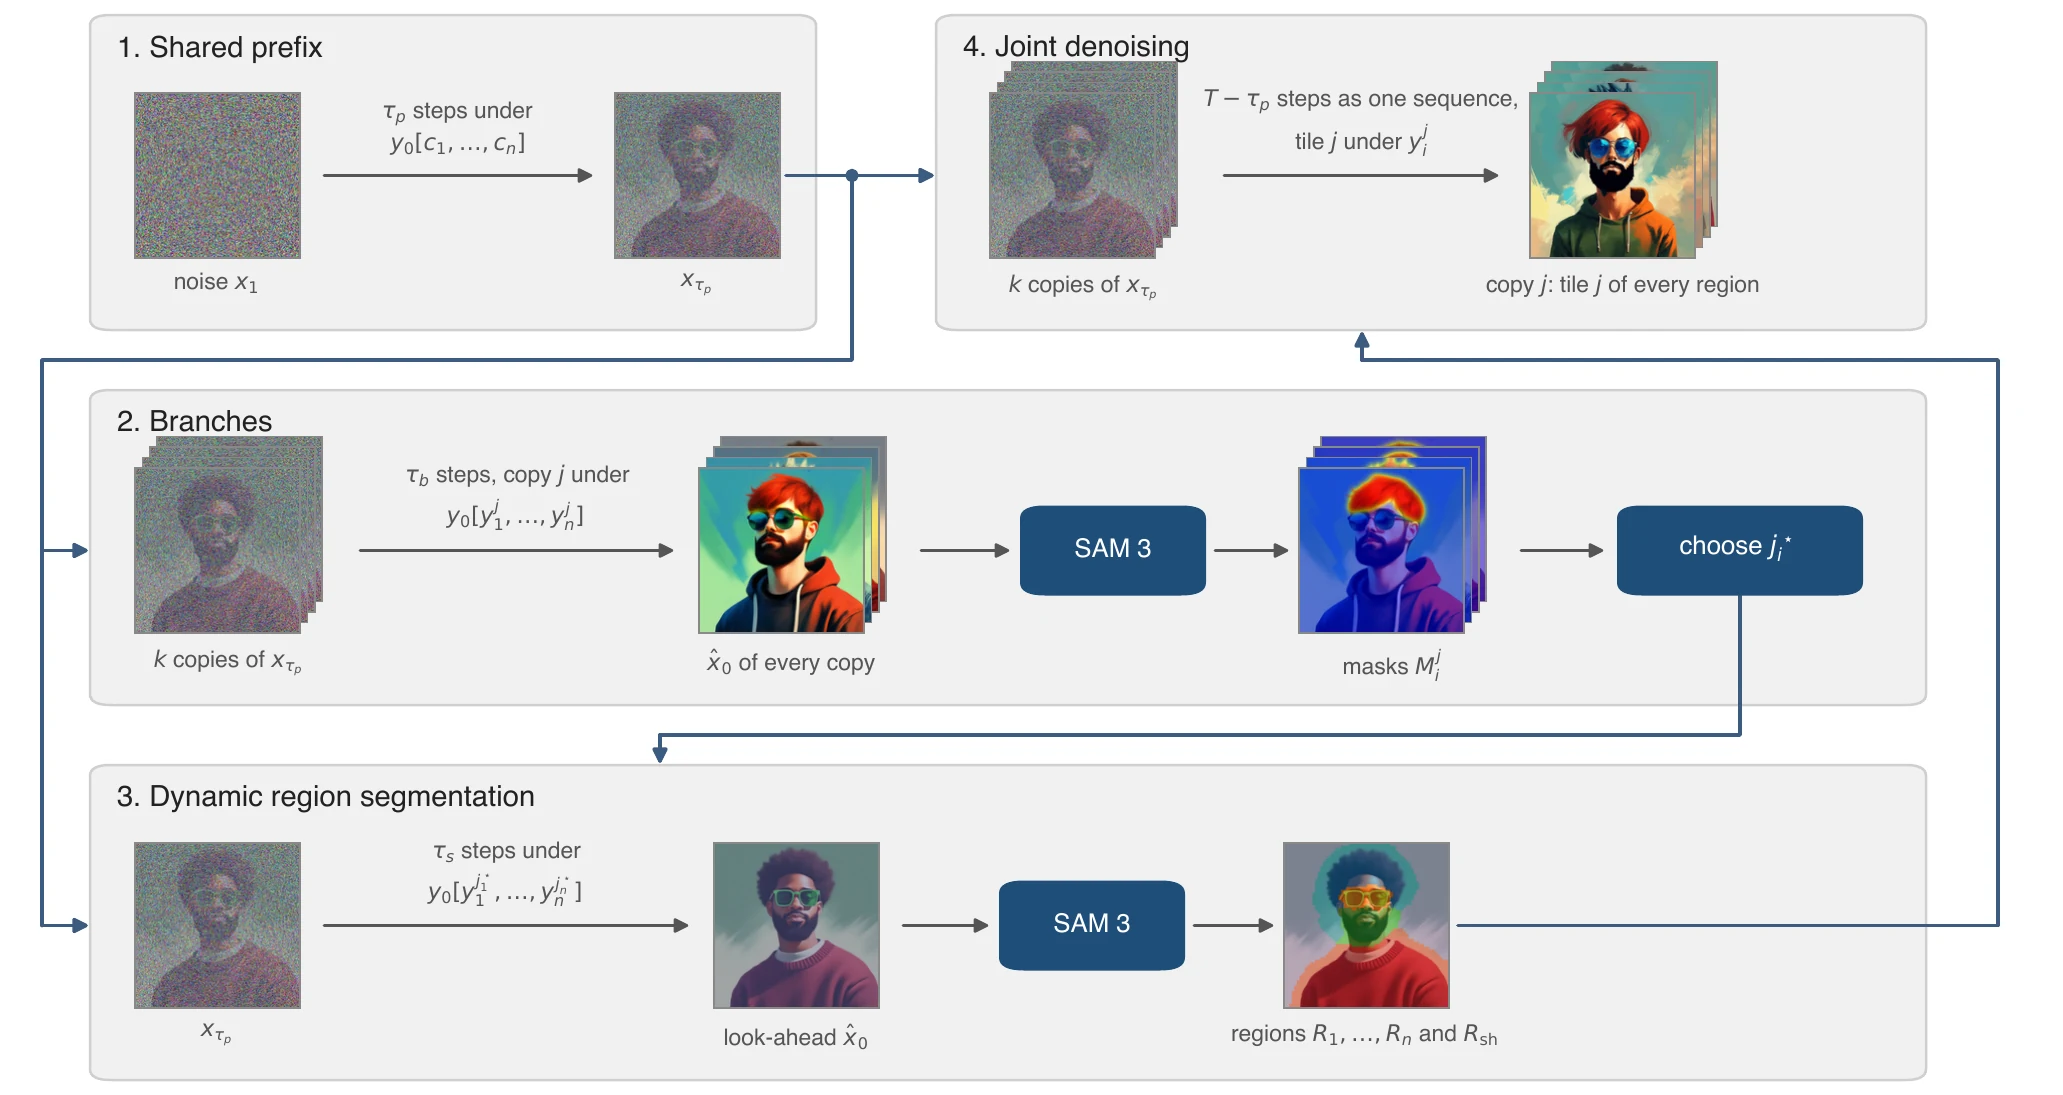 1. Shared prefix
τ_p steps under
y_0[c_1, …, c_n]
noise x_1
x_{τ_p}
4. Joint denoising
T − τ_p steps as one sequence,
tile j under y_i^j
k copies of x_{τ_p}
copy j: tile j of every region
2. Branches
τ_b steps, copy j under
y_0[y_1^j, …, y_n^j]
k copies of x_{τ_p}
x̂_0 of every copy
SAM 3
masks M_i^j
choose j_i^⋆
3. Dynamic region segmentation
τ_s steps under
y_0[y_1^{j_1^⋆}, …, y_n^{j_n^⋆}]
x_{τ_p}
look-ahead x̂_0
SAM 3
regions R_1, …, R_n and R_sh